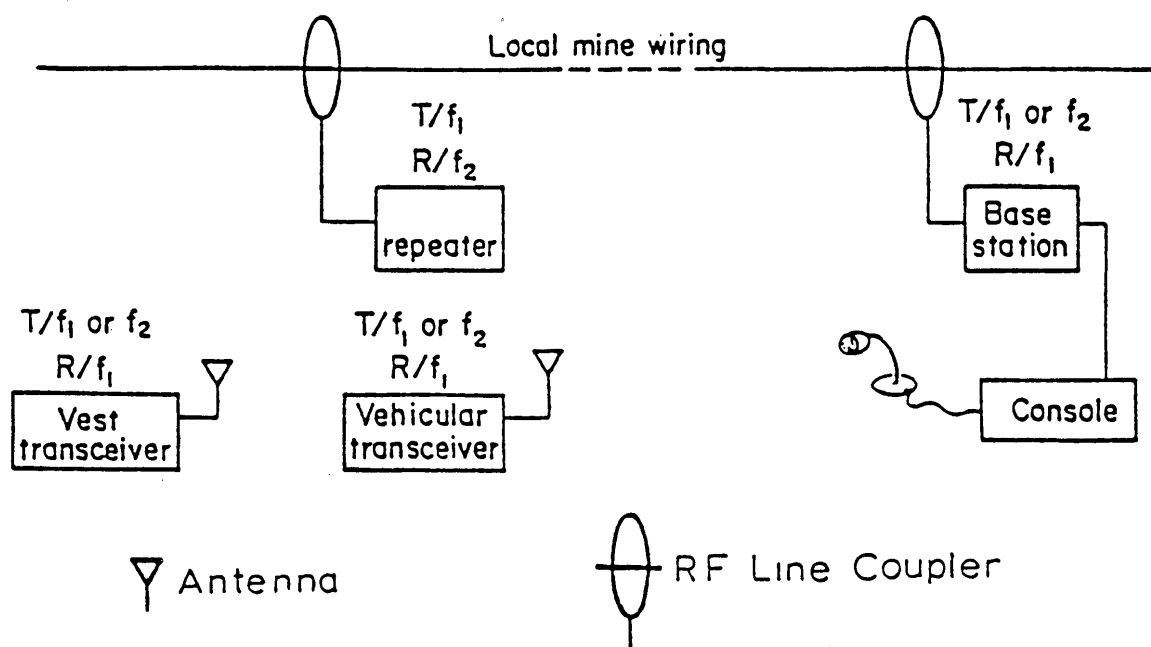 Local mine wiring
T/f₁
R/f₂
repeater
T/f₁ or f₂
R/f₁
Base
station
T/f₁ or f₂
R/f₁
Vest
transceiver
T/f₁ or f₂
R/f₁
Vehicular
transceiver
Console
Antenna
RF Line Coupler